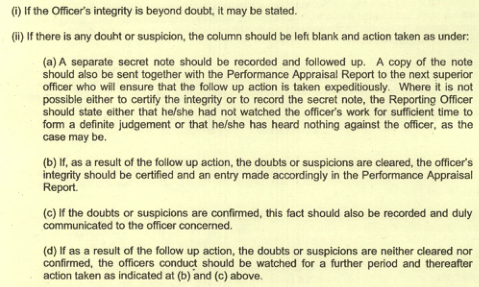 (i) If the Officer's integrity is beyond doubt, it may be stated.
(ii) If there is any douht or suspicion, the column should be left blank and action taken as under:
(a) A separate secret note should be recorded and followed up. A copy of the note
should also be sent together with the Performance Appraisal Report to the next superior
officer who will ensure that the follow up action is taken expeditiously. Where it is not
possible either to certify the integrity or to record the secret note, the Reporting Officer
should state either that he/she had not watched the officer's work for sufficient time to
form a definite judgement or that he/she has heard nothing against the officer, as the
case may be.
(b) If, as a result of the follow up action, the doubts or suspicions are cleared, the officer's
integrity should be certified and an entry made accordingly in the Performance Appraisal
Report.
(c) If the doubts or suspicions are confirmed, this fact should also be recorded and duly
communicated to the officer concerned.
(d) If as a result of the follow up action, the doubts or suspicions are neither cleared nor
confirmed, the officers conduct should be watched for a further period and thereafter
action taken as indicated at (b) and (c) above.